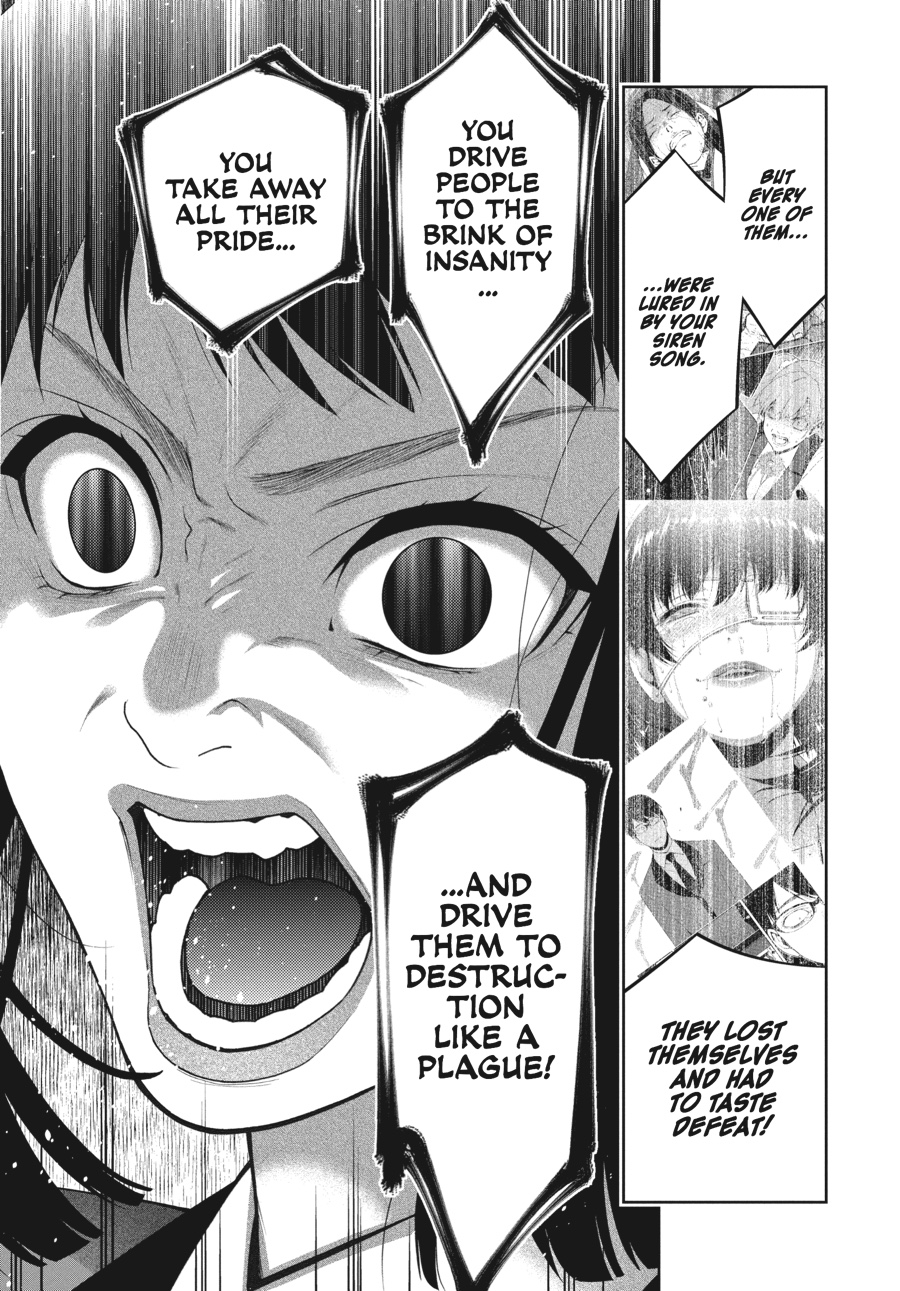 BUT
EVERY
ONE OF
THEM...
...WERE
LURED IN
BY YOUR
SIREN
SONG.
THEY LOST
THEMSELVES
AND HAD
TO TASTE
DEFEAT!
YOU
DRIVE
PEOPLE
TO THE
BRINK OF
INSANITY
...
YOU
TAKE AWAY
ALL THEIR
PRIDE...
...AND
DRIVE
THEM TO
DESTRUC-
TION
LIKE A
PLAGUE!